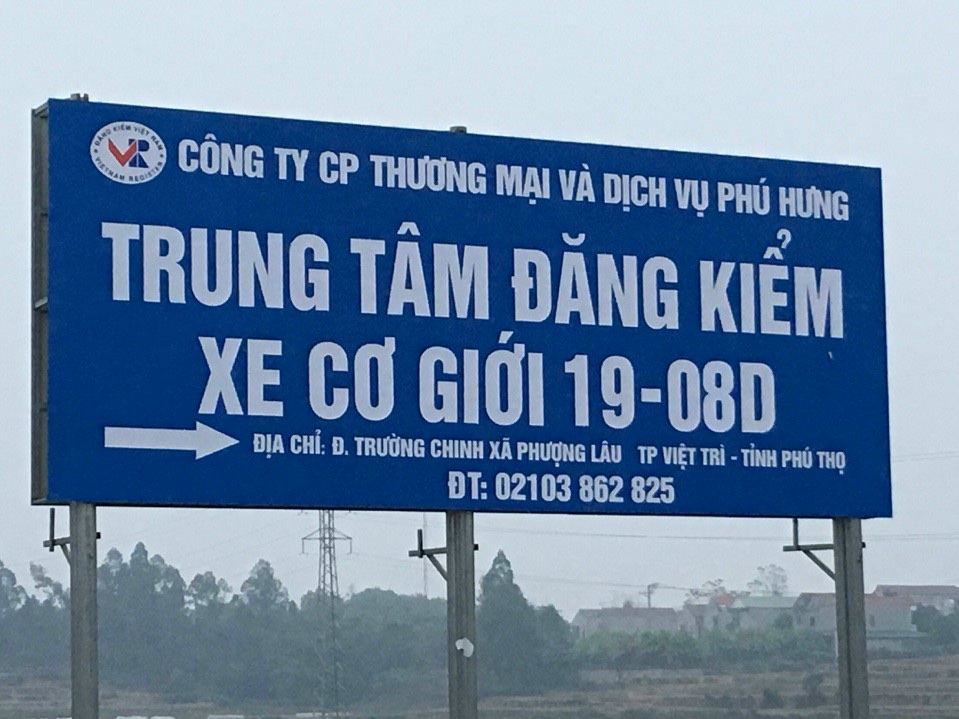 ĐĂNG KIỂM VIỆT NAM
VR
VIETNAM REGISTER
CÔNG TY CP THƯƠNG MẠI VÀ DỊCH VỤ PHÚ HƯNG
TRUNG TÂM ĐĂNG KIỂM
XE CƠ GIỚI 19-08D
ĐỊA CHỈ: Đ. TRƯỜNG CHINH XÃ PHƯỢNG LÂU TP VIỆT TRÌ - TỈNH PHÚ THỌ
ĐT: 02103 862 825